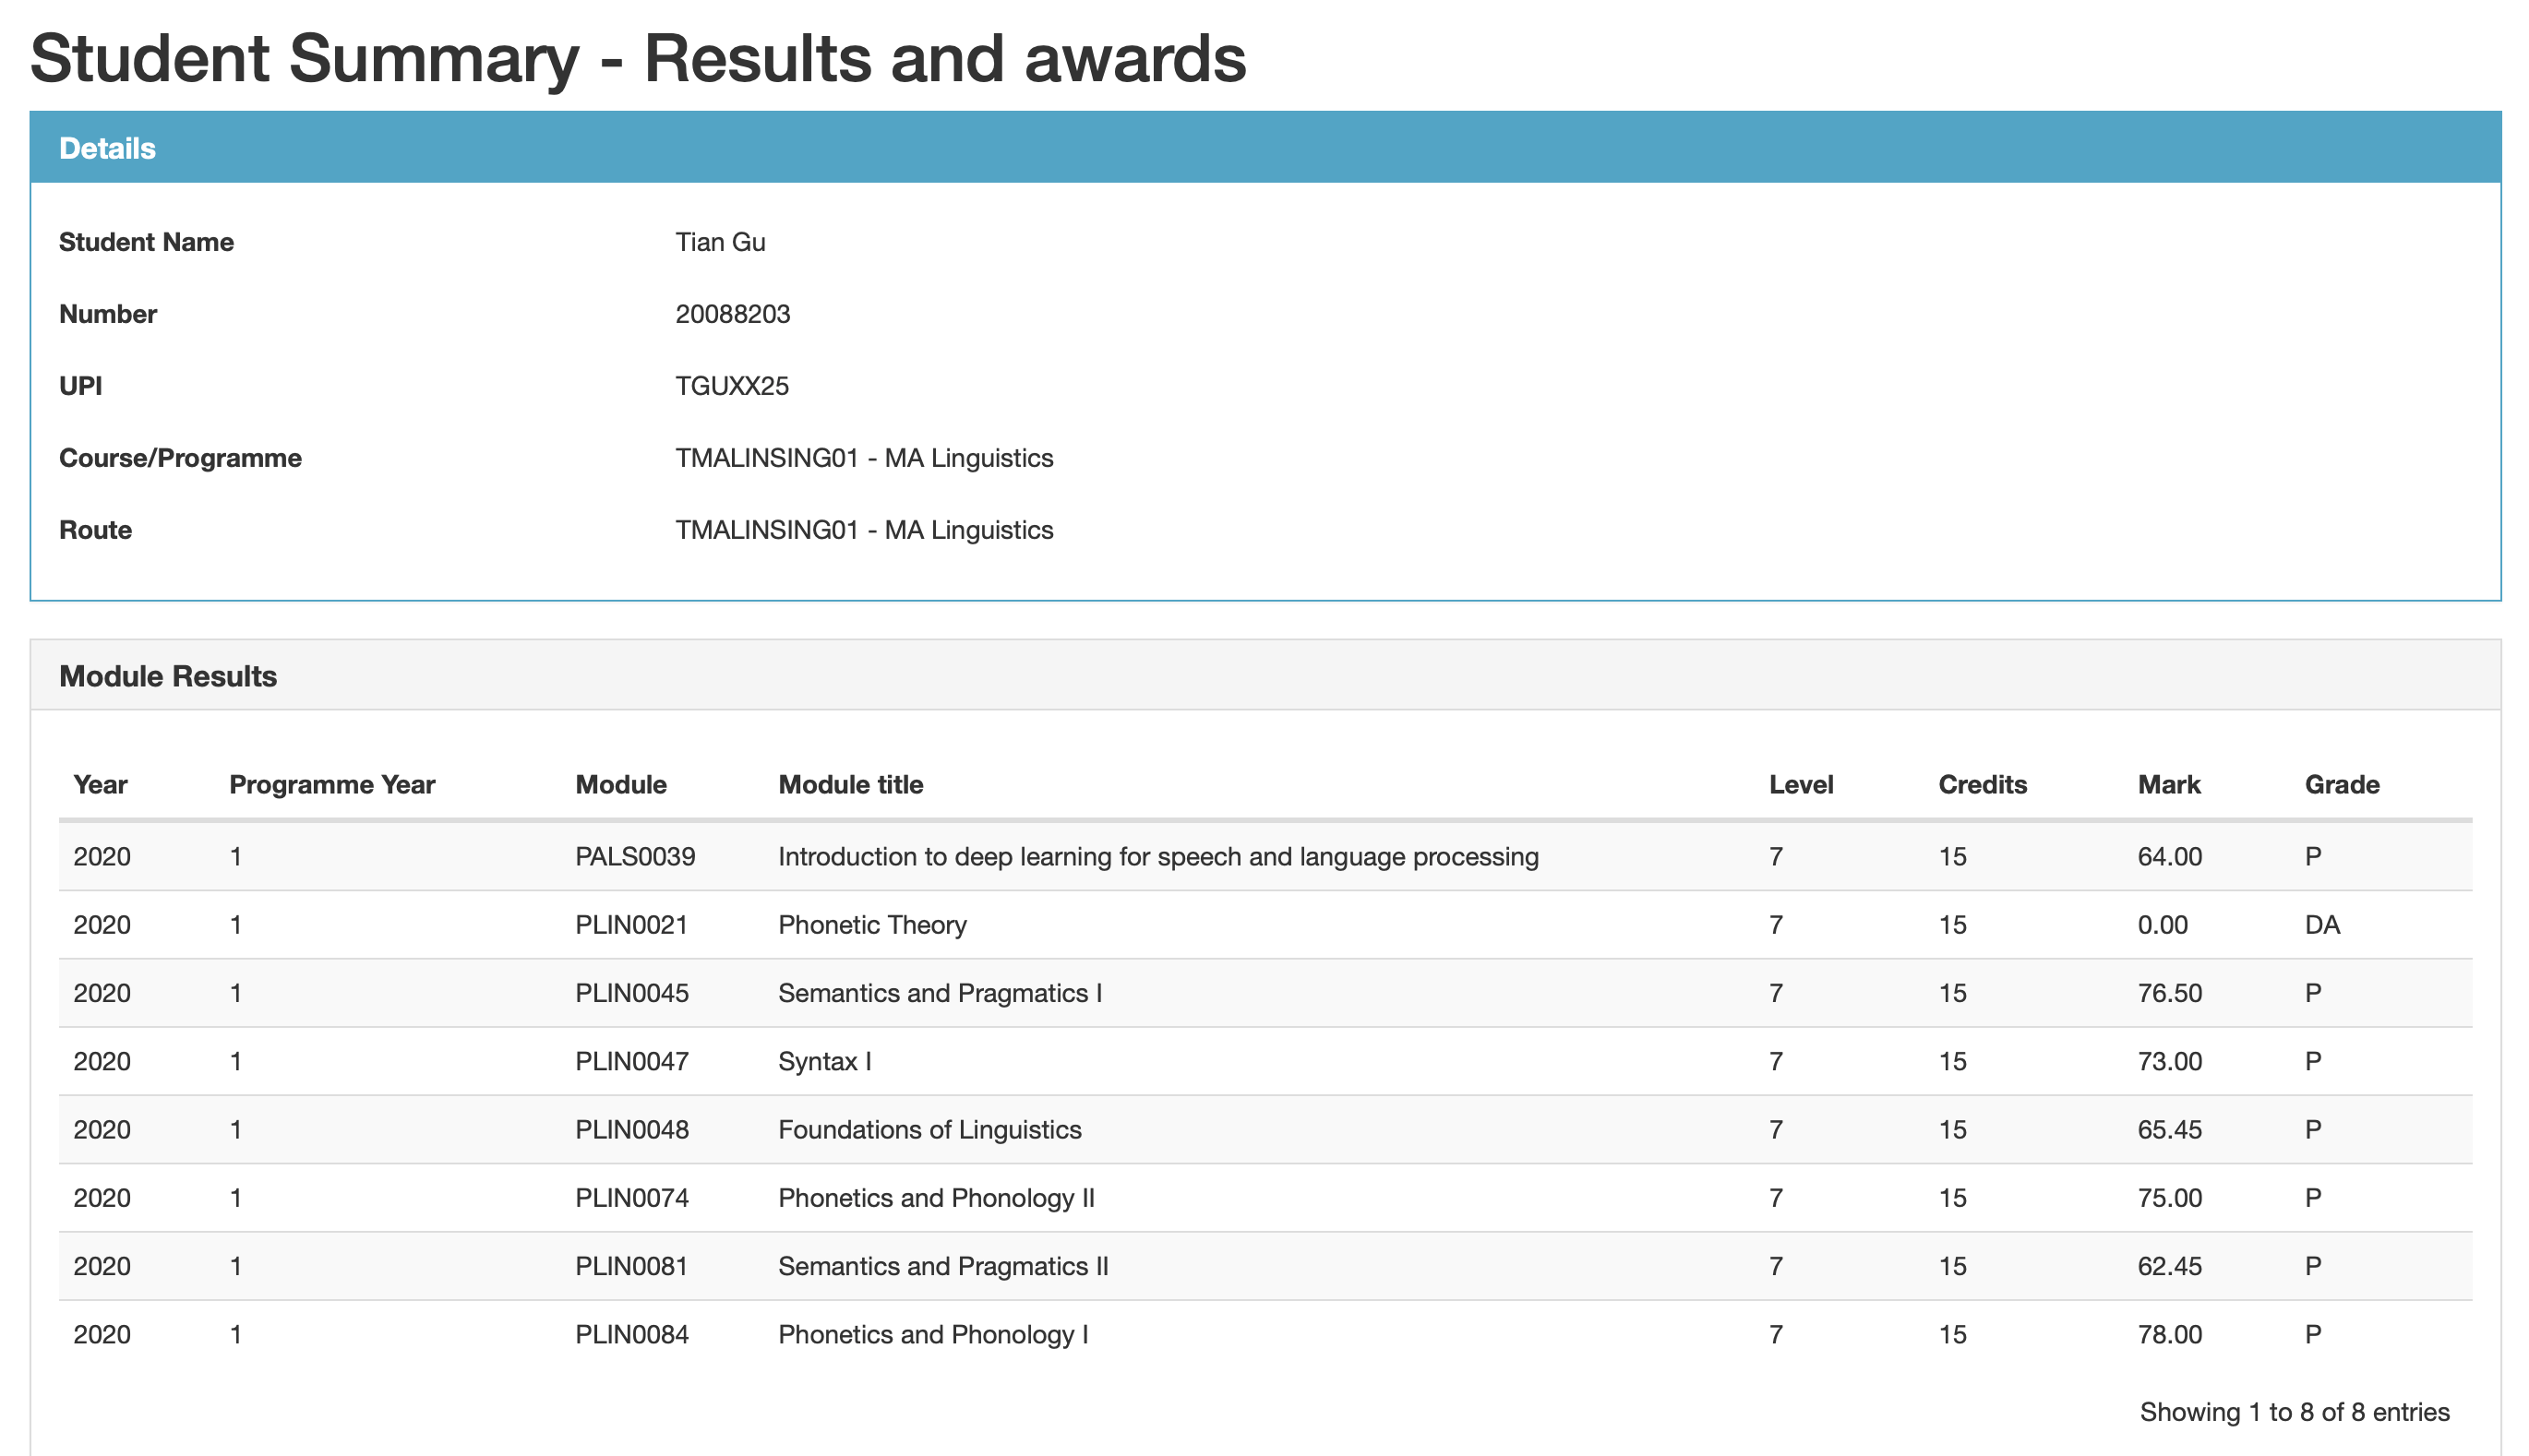 Student Summary - Results and awards
Details
Student Name Tian Gu
Number 20088203
UPI TGUXX25
Course/Programme TMALINSING01 - MA Linguistics
Route TMALINSING01 - MA Linguistics
Module Results
Year Programme Year Module Module title Level Credits Mark Grade
2020 1 PALS0039 Introduction to deep learning for speech and language processing 7 15 64.00 P
2020 1 PLIN0021 Phonetic Theory 7 15 0.00 DA
2020 1 PLIN0045 Semantics and Pragmatics I 7 15 76.50 P
2020 1 PLIN0047 Syntax I 7 15 73.00 P
2020 1 PLIN0048 Foundations of Linguistics 7 15 65.45 P
2020 1 PLIN0074 Phonetics and Phonology II 7 15 75.00 P
2020 1 PLIN0081 Semantics and Pragmatics II 7 15 62.45 P
2020 1 PLIN0084 Phonetics and Phonology I 7 15 78.00 P
Showing 1 to 8 of 8 entries